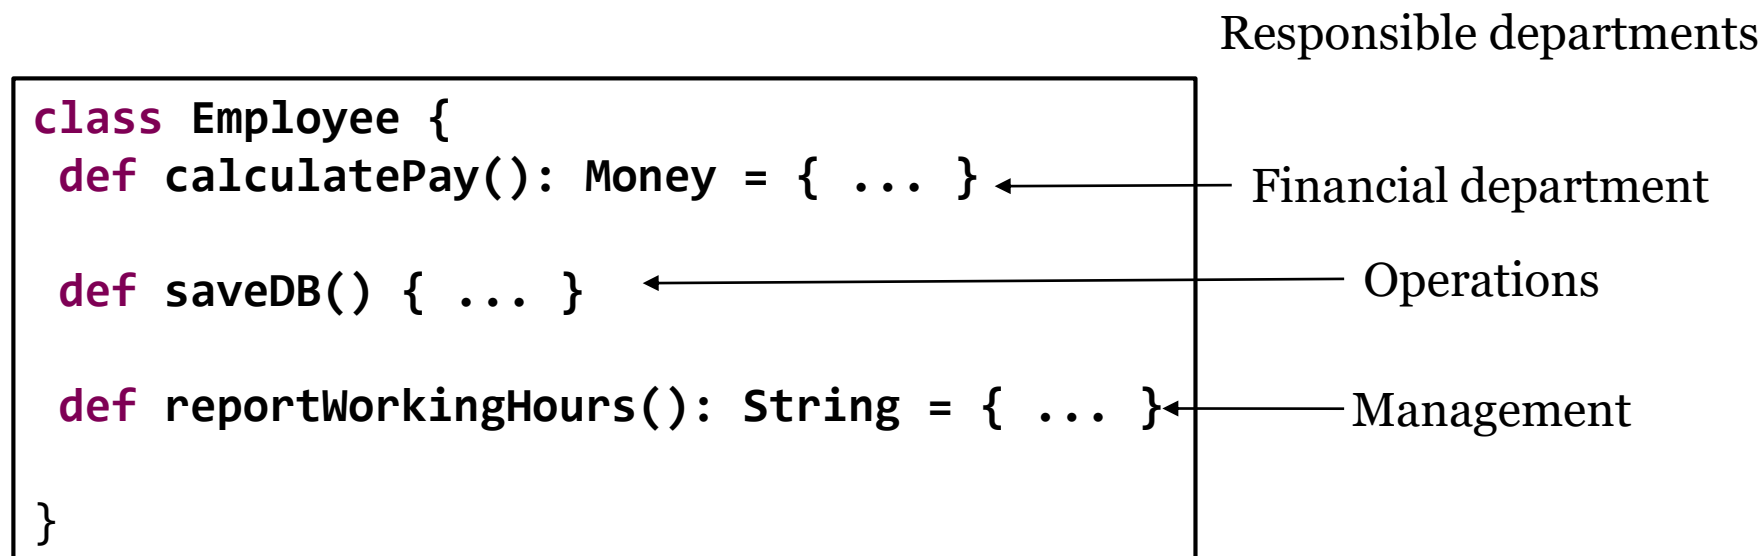 Responsible departments
class Employee {
def calculatePay(): Money = { ... }
Financial department
def saveDB() { ... }
Operations
def reportWorkingHours(): String = { ... }
Management
}